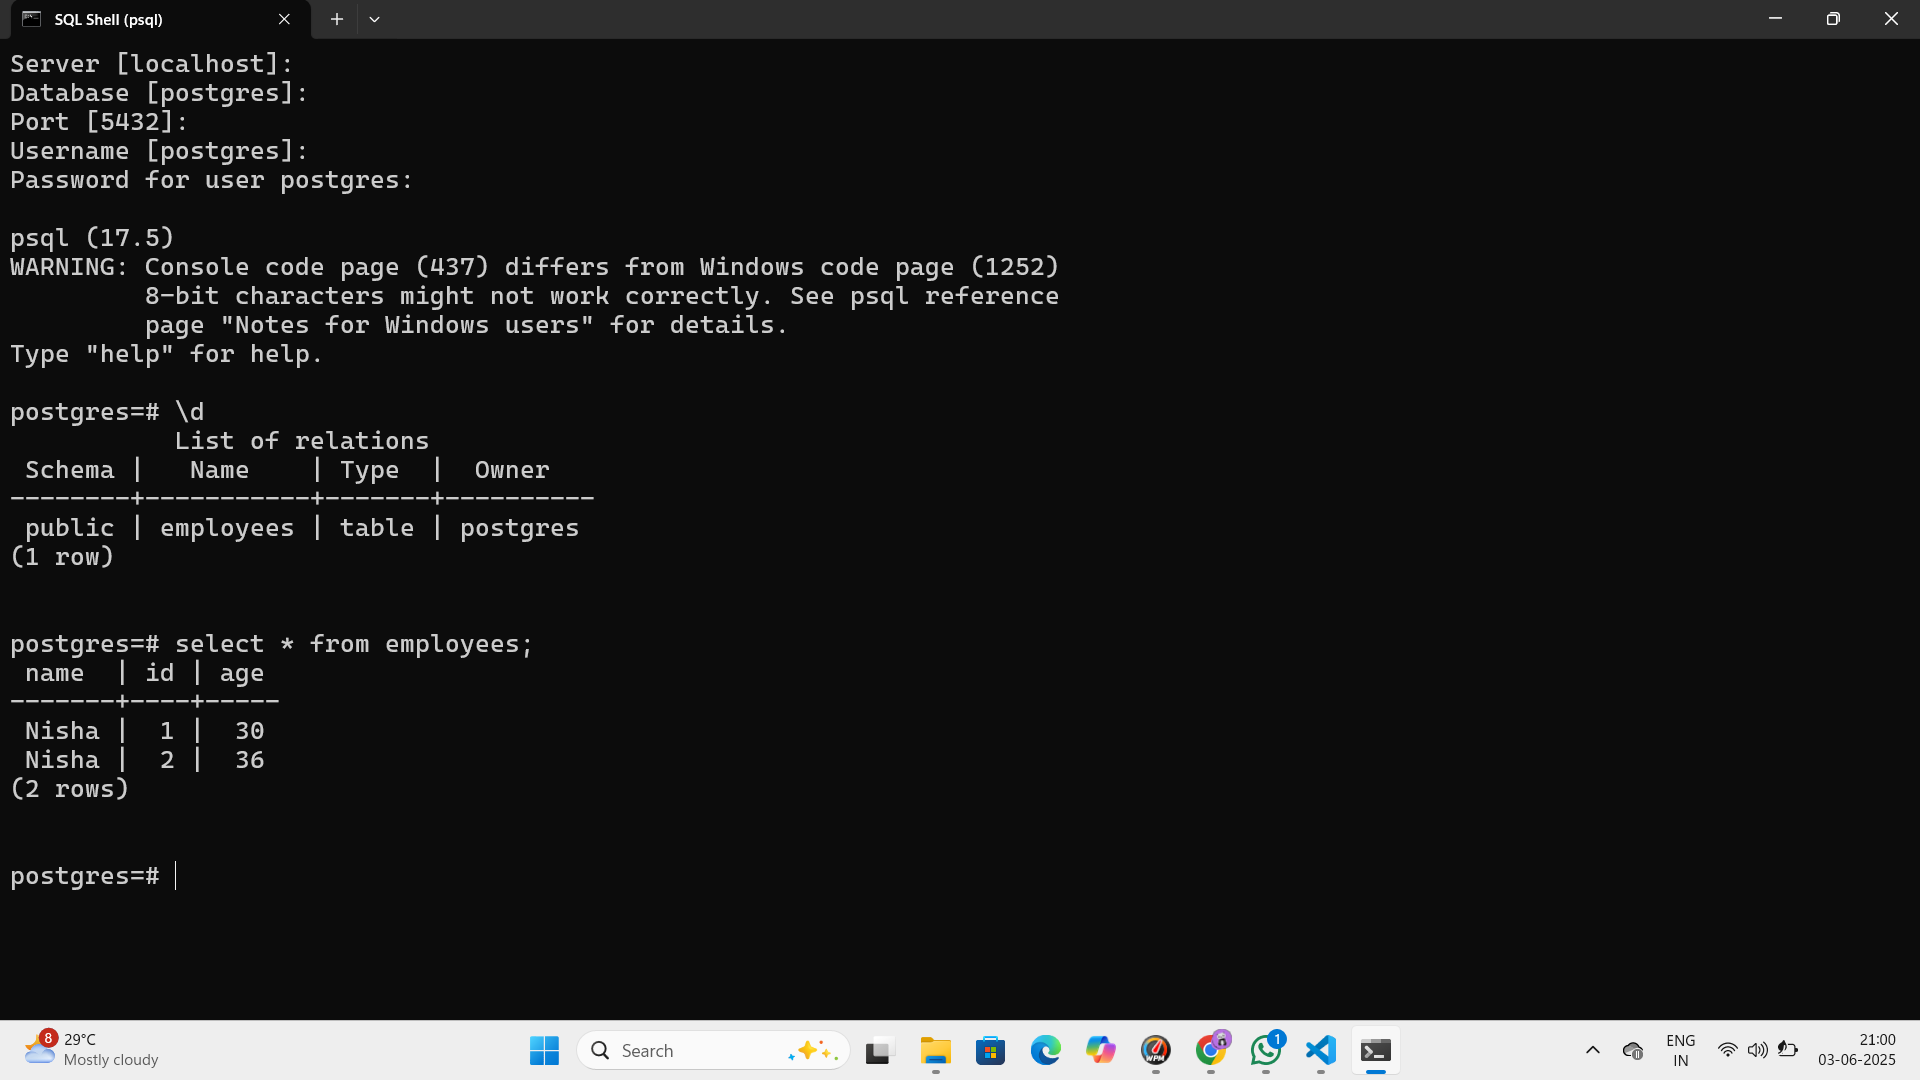 SQL Shell (psql)
Server [localhost]:
Database [postgres]:
Port [5432]:
Username [postgres]:
Password for user postgres:
psql (17.5)
WARNING: Console code page (437) differs from Windows code page (1252)
         8-bit characters might not work correctly. See psql reference
         page "Notes for Windows users" for details.
Type "help" for help.
postgres=# \d
           List of relations
 Schema |   Name    | Type  |  Owner
--------+-----------+-------+----------
 public | employees | table | postgres
(1 row)
postgres=# select * from employees;
 name  | id | age
-------+----+-----
 Nisha |  1 |  30
 Nisha |  2 |  36
(2 rows)
postgres=#
8
29°C
Mostly cloudy
Search
WPM
1
ENG
IN
21:00
03-06-2025